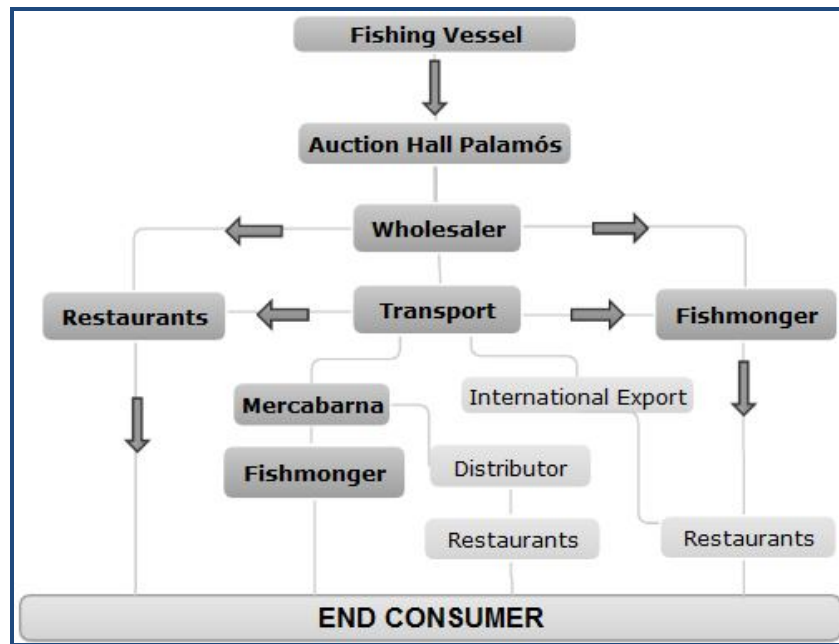 Fishing Vessel
Auction Hall Palamós
Wholesaler
Restaurants
Transport
Fishmonger
Mercabarna
International Export
Fishmonger
Distributor
Restaurants
Restaurants
END CONSUMER